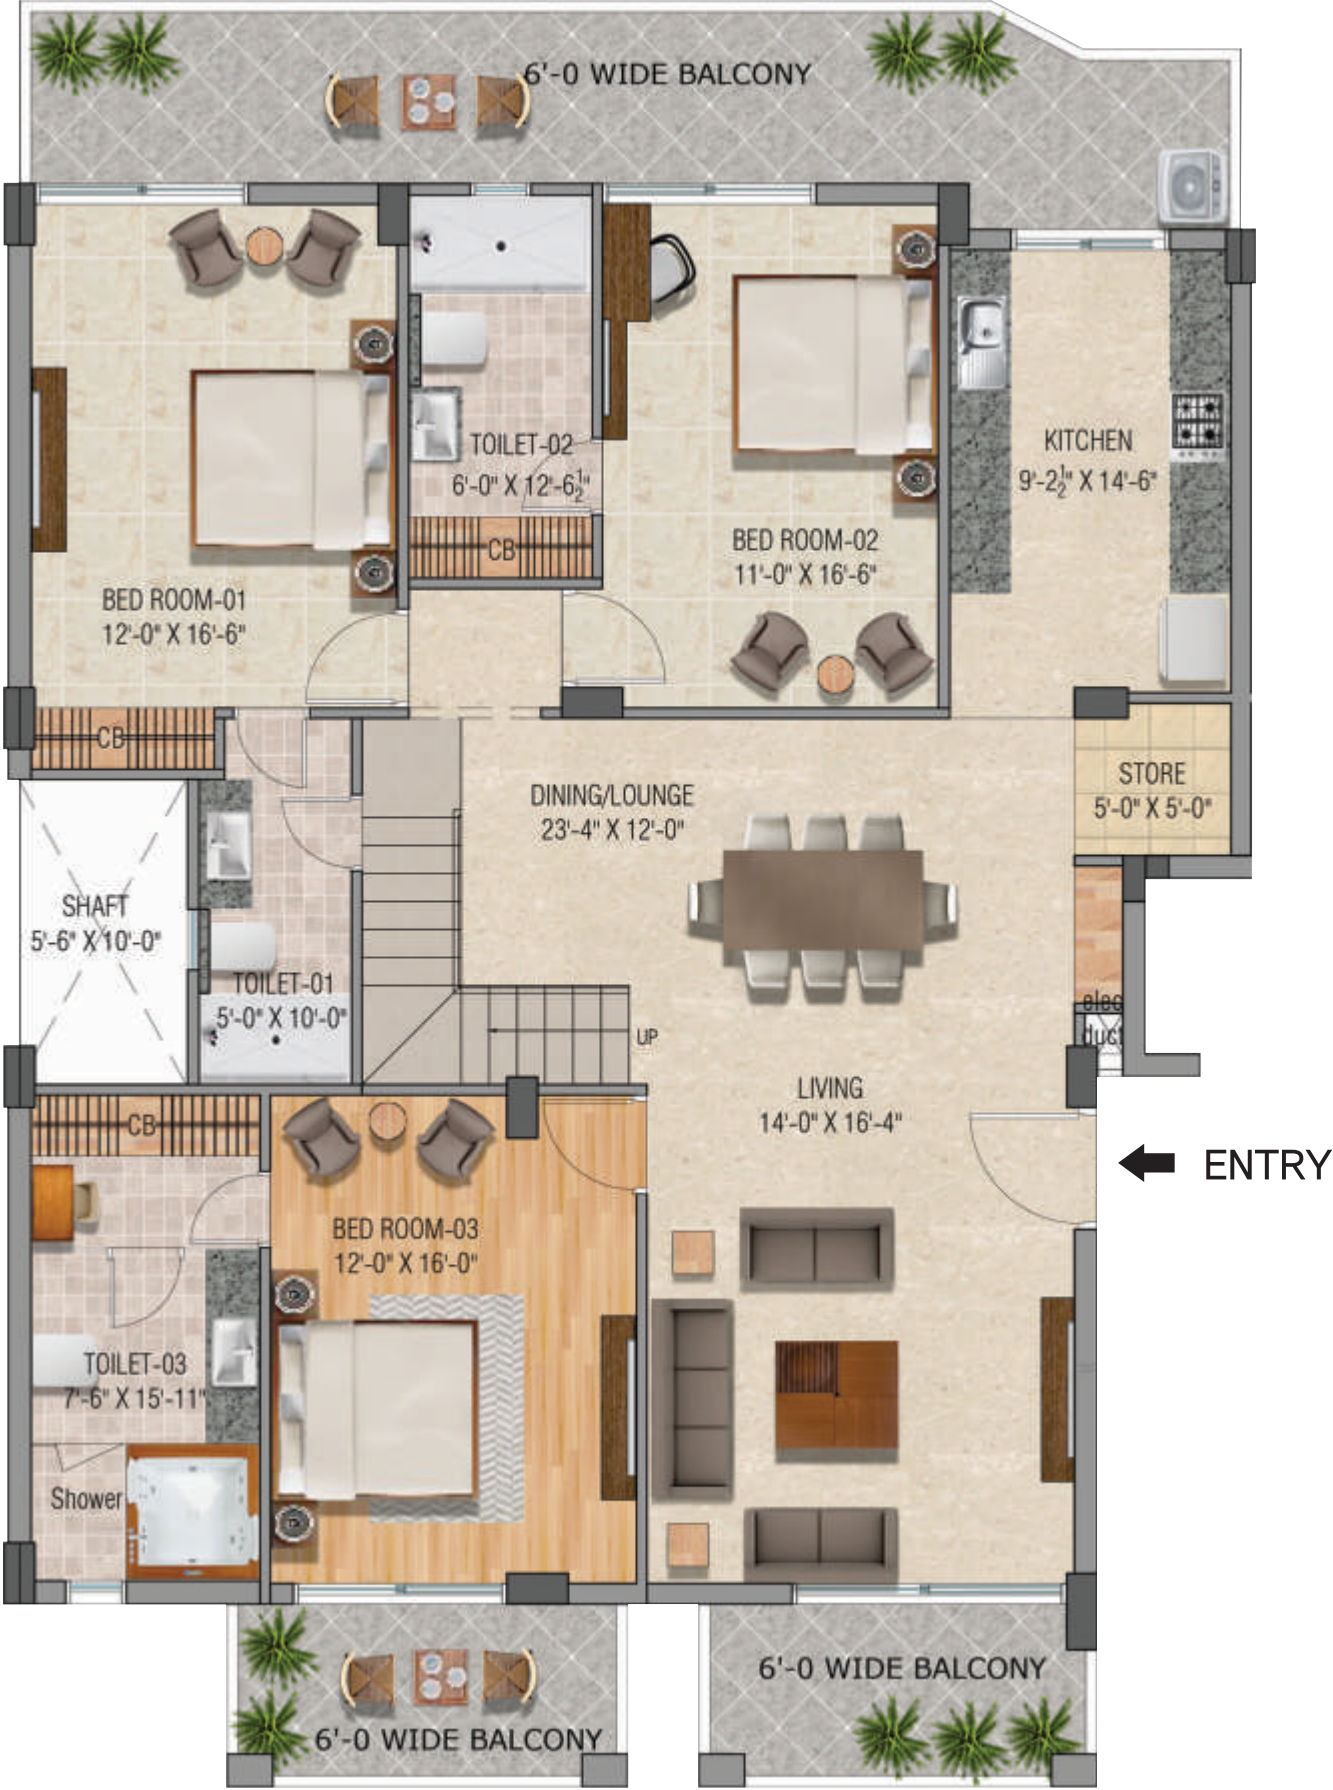 6'-0 WIDE BALCONY
TOILET-02
6'-0" X 12'-6½"
CB
KITCHEN
9'-2½" X 14'-6"
BED ROOM-02
11'-0" X 16'-6"
BED ROOM-01
12'-0" X 16'-6"
CB
STORE
5'-0" X 5'-0"
DINING/LOUNGE
23'-4" X 12'-0"
SHAFT
5'-6" X 10'-0"
TOILET-01
5'-0" X 10'-0"
elec
duct
UP
LIVING
14'-0" X 16'-4"
CB
ENTRY
BED ROOM-03
12'-0" X 16'-0"
TOILET-03
7'-6" X 15'-11"
Shower
6'-0 WIDE BALCONY
6'-0 WIDE BALCONY